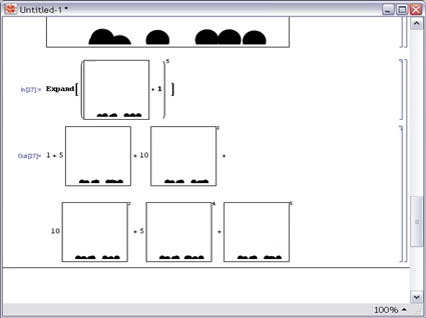 Untitled-1 *
5
In[27]:= Expand[( + 1) ]
2
Out[27]= 1 + 5 + 10 +
3 4 5
10 + 5 +
100%